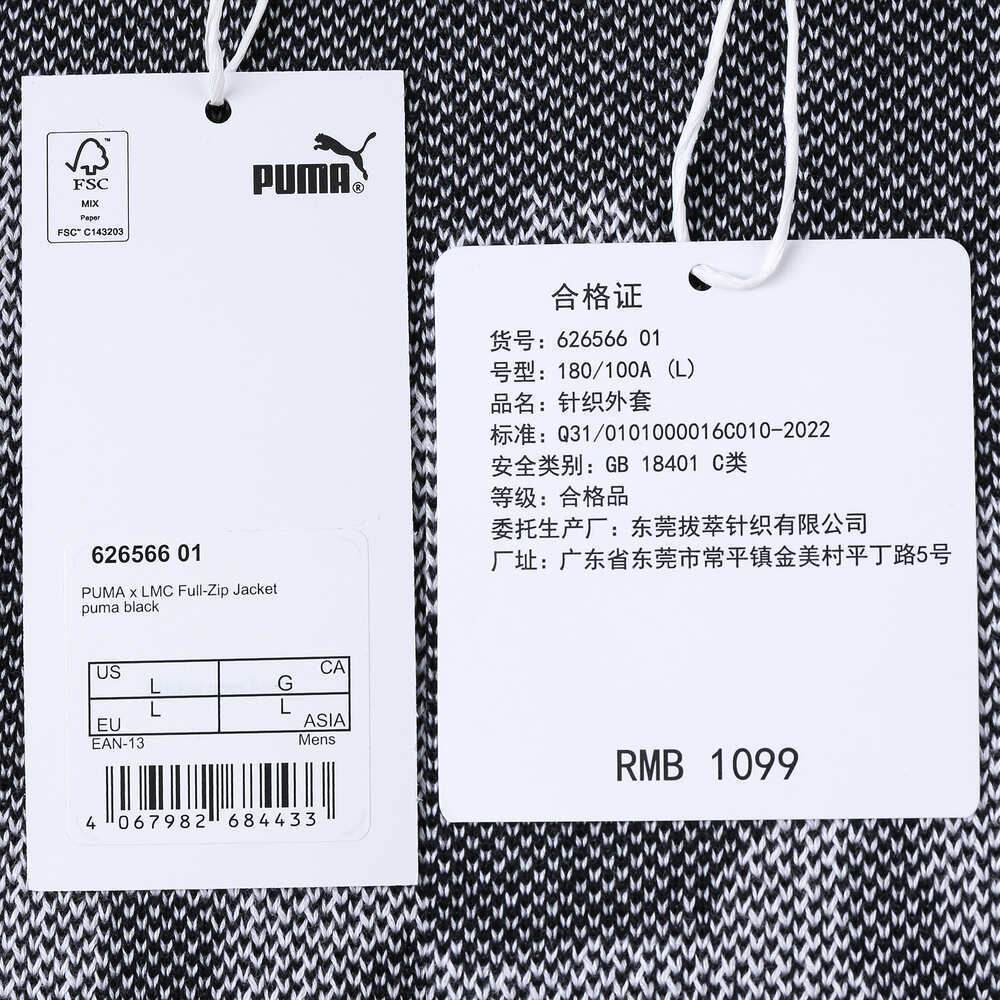 FSC
MIX
Paper
FSC™ C143203
PUMA®
626566 01
PUMA x LMC Full-Zip Jacket
puma black
US L G CA
EU L L ASIA
EAN-13 Mens
4 067982 684433
合格证
货号: 626566 01
号型: 180/100A (L)
品名: 针织外套
标准: Q31/0101000016C010-2022
安全类别: GB 18401 C类
等级: 合格品
委托生产厂: 东莞拔萃针织有限公司
厂址: 广东省东莞市常平镇金美村平丁路5号
RMB 1099